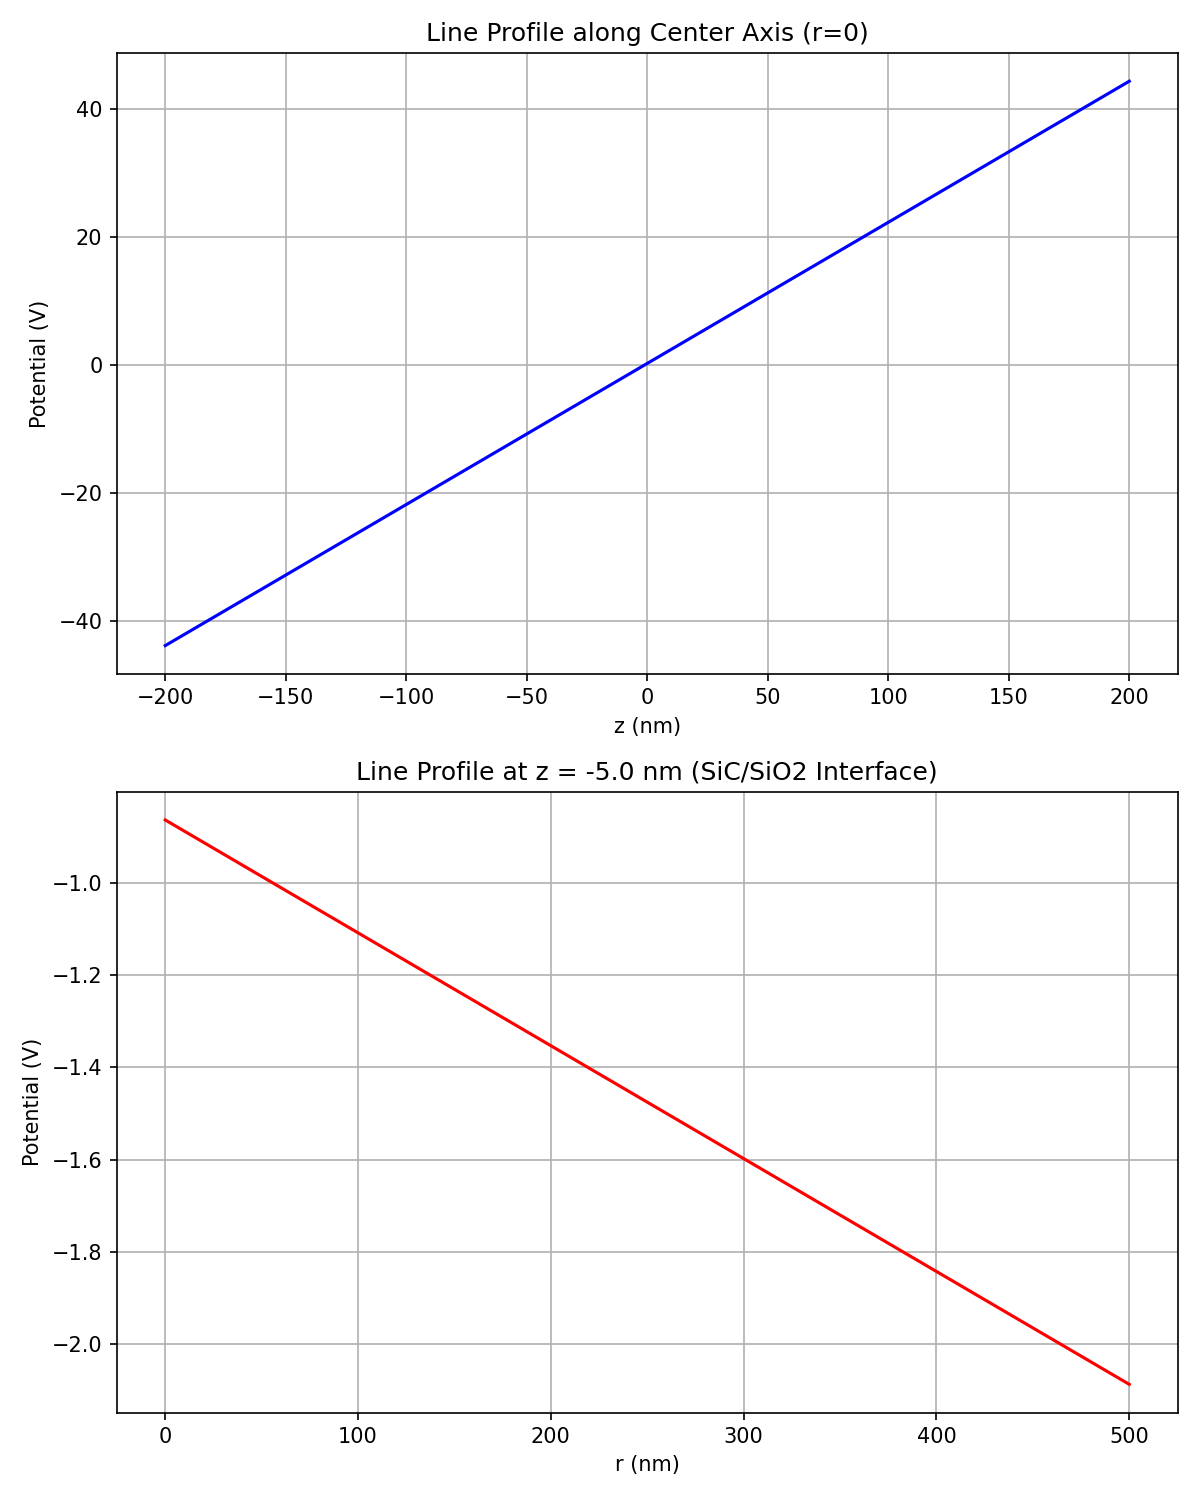 Line Profile along Center Axis (r=0)
40
20
0
−20
−40
Potential (V)
−200 −150 −100 −50 0 50 100 150 200
z (nm)
Line Profile at z = -5.0 nm (SiC/SiO2 Interface)
−1.0
−1.2
−1.4
−1.6
−1.8
−2.0
Potential (V)
0 100 200 300 400 500
r (nm)